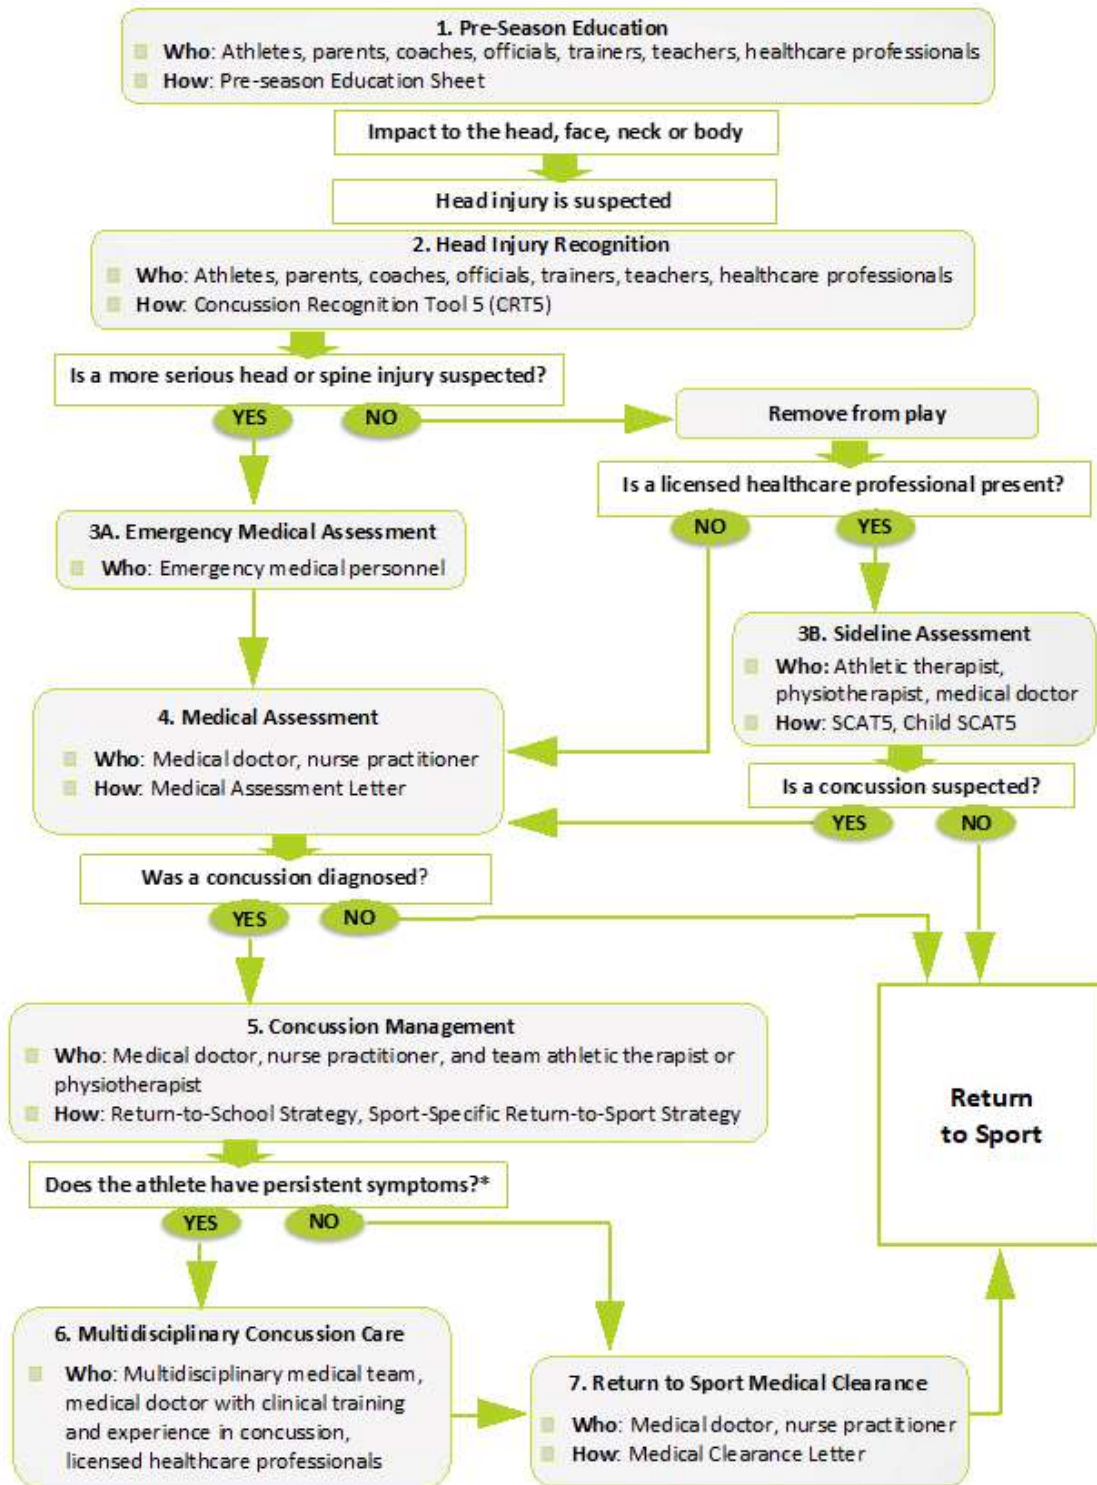 1. Pre-Season Education
Who: Athletes, parents, coaches, officials, trainers, teachers, healthcare professionals
How: Pre-season Education Sheet
Impact to the head, face, neck or body
Head injury is suspected
2. Head Injury Recognition
Who: Athletes, parents, coaches, officials, trainers, teachers, healthcare professionals
How: Concussion Recognition Tool 5 (CRT5)
Is a more serious head or spine injury suspected?
YES
NO
Remove from play
Is a licensed healthcare professional present?
NO
YES
3A. Emergency Medical Assessment
Who: Emergency medical personnel
3B. Sideline Assessment
Who: Athletic therapist,
physiotherapist, medical doctor
How: SCAT5, Child SCAT5
4. Medical Assessment
Who: Medical doctor, nurse practitioner
How: Medical Assessment Letter
Is a concussion suspected?
YES
NO
Was a concussion diagnosed?
YES
NO
5. Concussion Management
Who: Medical doctor, nurse practitioner, and team athletic therapist or
physiotherapist
How: Return-to-School Strategy, Sport-Specific Return-to-Sport Strategy
Return
to Sport
Does the athlete have persistent symptoms?*
YES
NO
6. Multidisciplinary Concussion Care
Who: Multidisciplinary medical team,
medical doctor with clinical training
and experience in concussion,
licensed healthcare professionals
7. Return to Sport Medical Clearance
Who: Medical doctor, nurse practitioner
How: Medical Clearance Letter